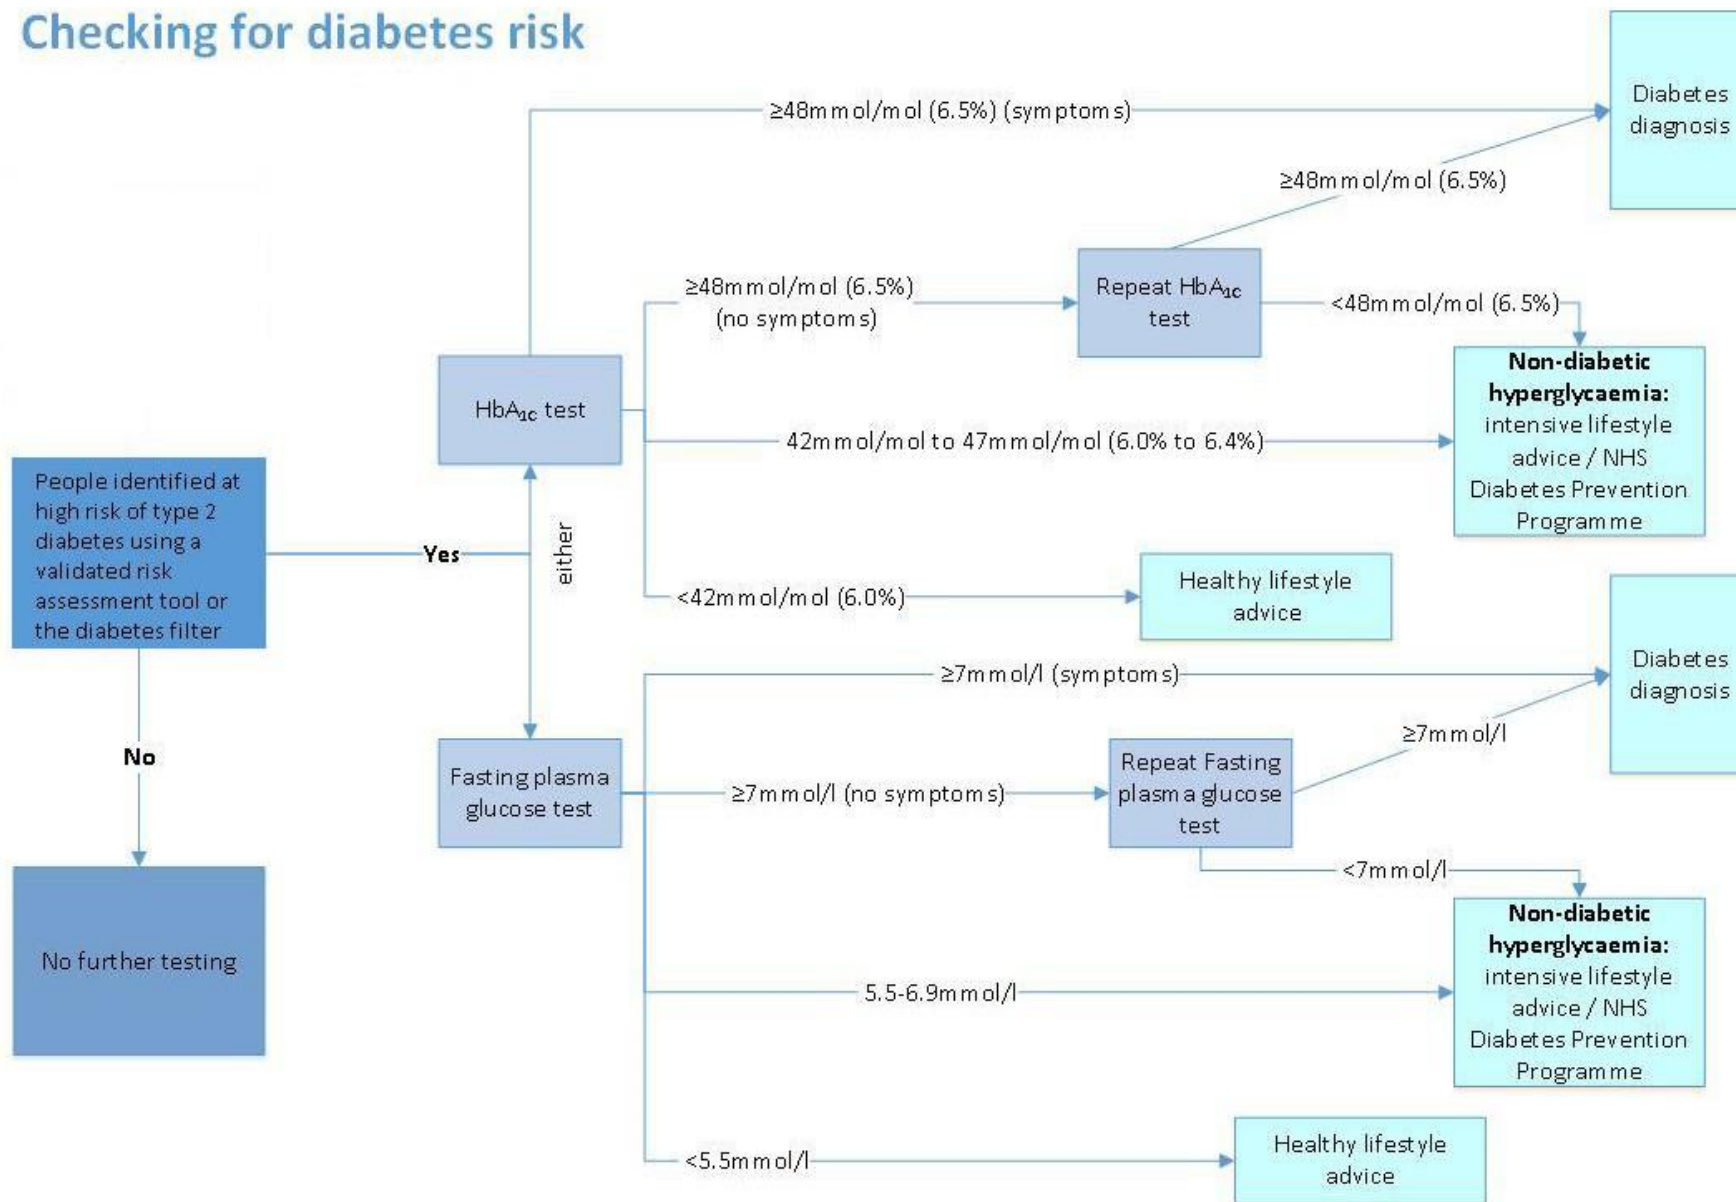 Checking for diabetes risk
≥48mmol/mol (6.5%) (symptoms)
Diabetes
diagnosis
≥48mmol/mol (6.5%)
≥48mmol/mol (6.5%)
(no symptoms)
Repeat HbA1c
test
<48mmol/mol (6.5%)
HbA1c test
Non-diabetic
hyperglycaemia:
intensive lifestyle
advice / NHS
Diabetes Prevention
Programme
42mmol/mol to 47mmol/mol (6.0% to 6.4%)
People identified at
high risk of type 2
diabetes using a
validated risk
assessment tool or
the diabetes filter
Yes
either
<42mmol/mol (6.0%)
Healthy lifestyle
advice
No
No further testing
≥7mmol/l (symptoms)
Diabetes
diagnosis
≥7mmol/l
Fasting plasma
glucose test
≥7mmol/l (no symptoms)
Repeat Fasting
plasma glucose
test
<7mmol/l
Non-diabetic
hyperglycaemia:
intensive lifestyle
advice / NHS
Diabetes Prevention
Programme
5.5-6.9mmol/l
<5.5mmol/l
Healthy lifestyle
advice